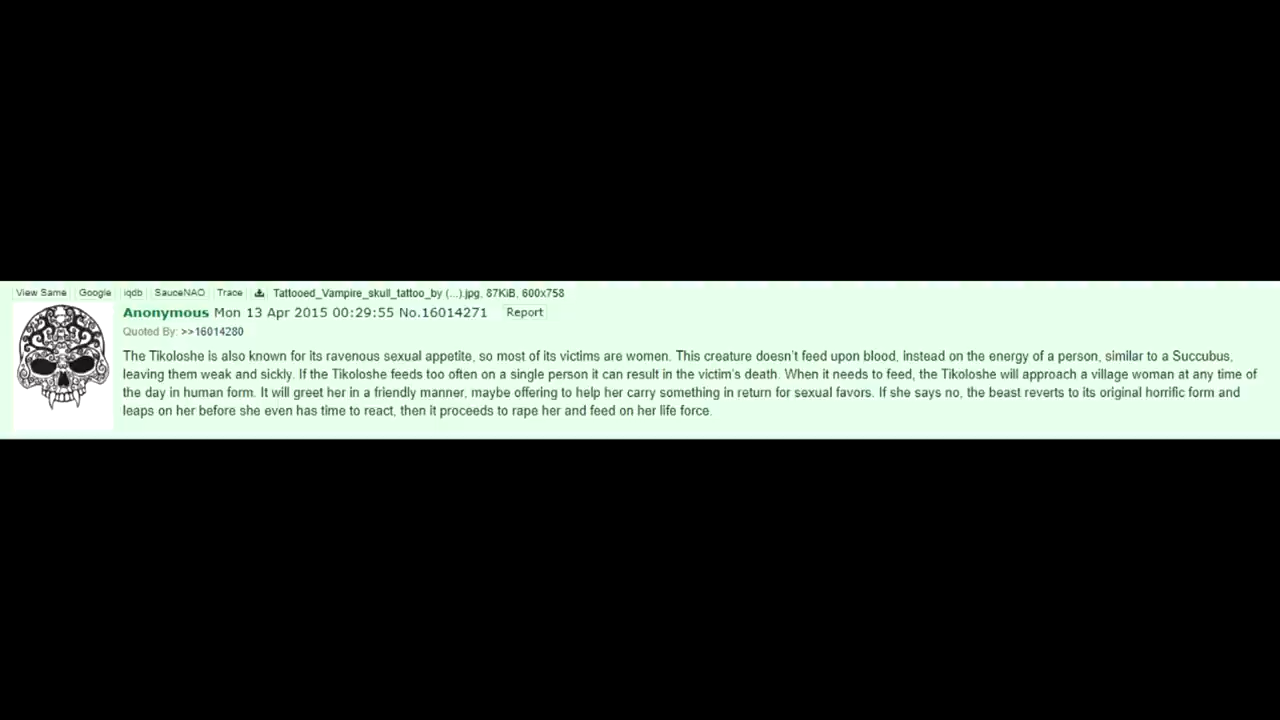 View Same Google iqdb SauceNAO Trace Tattooed_Vampire_skull_tattoo_by (...).jpg, 87KiB, 600x758
Anonymous Mon 13 Apr 2015 00:29:55 No.16014271 Report
Quoted By: >>16014280
The Tikoloshe is also known for its ravenous sexual appetite, so most of its victims are women. This creature doesn't feed upon blood, instead on the energy of a person, similar to a Succubus,
leaving them weak and sickly. If the Tikoloshe feeds too often on a single person it can result in the victim's death. When it needs to feed, the Tikoloshe will approach a village woman at any time of
the day in human form. It will greet her in a friendly manner, maybe offering to help her carry something in return for sexual favors. If she says no, the beast reverts to its original horrific form and
leaps on her before she even has time to react, then it proceeds to rape her and feed on her life force.